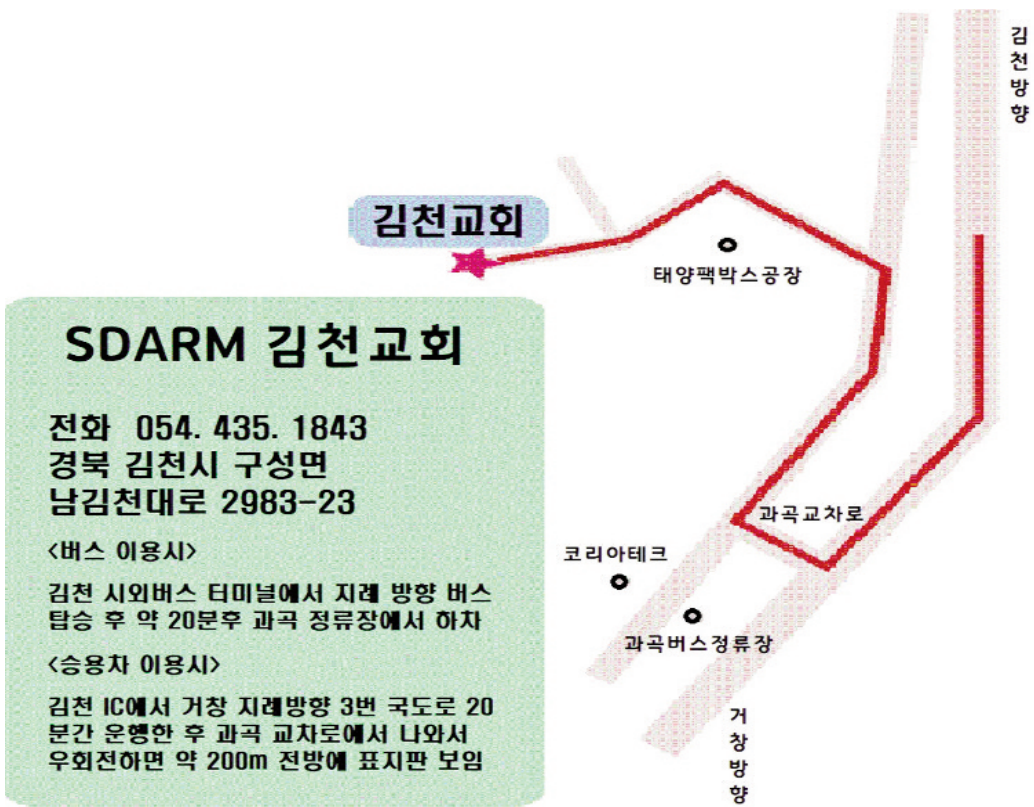 김천방향
김천교회
태양팩박스공장
SDARM 김천교회
전화 054. 435. 1843
경북 김천시 구성면
남김천대로 2983-23
<버스 이용시>
김천 시외버스 터미널에서 지례 방향 버스
탑승 후 약 20분후 과곡 정류장에서 하차
<승용차 이용시>
김천 IC에서 거창 지례방향 3번 국도로 20
분간 운행한 후 과곡 교차로에서 나와서
우회전하면 약 200m 전방에 표지판 보임
과곡교차로
코리아테크
과곡버스정류장
거창방향